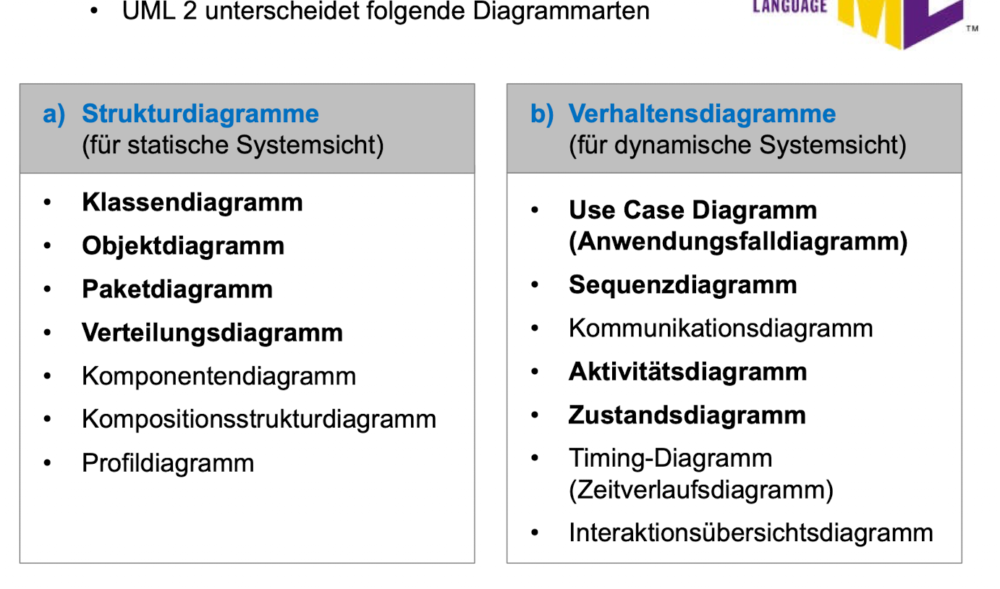 • UML 2 unterscheidet folgende Diagrammarten
LANGUAGE
TM
a) Strukturdiagramme
(für statische Systemsicht)
• Klassendiagramm
• Objektdiagramm
• Paketdiagramm
• Verteilungsdiagramm
• Komponentendiagramm
• Kompositionsstrukturdiagramm
• Profildiagramm
b) Verhaltensdiagramme
(für dynamische Systemsicht)
• Use Case Diagramm
(Anwendungsfalldiagramm)
• Sequenzdiagramm
• Kommunikationsdiagramm
• Aktivitätsdiagramm
• Zustandsdiagramm
• Timing-Diagramm
(Zeitverlaufsdiagramm)
• Interaktionsübersichtsdiagramm